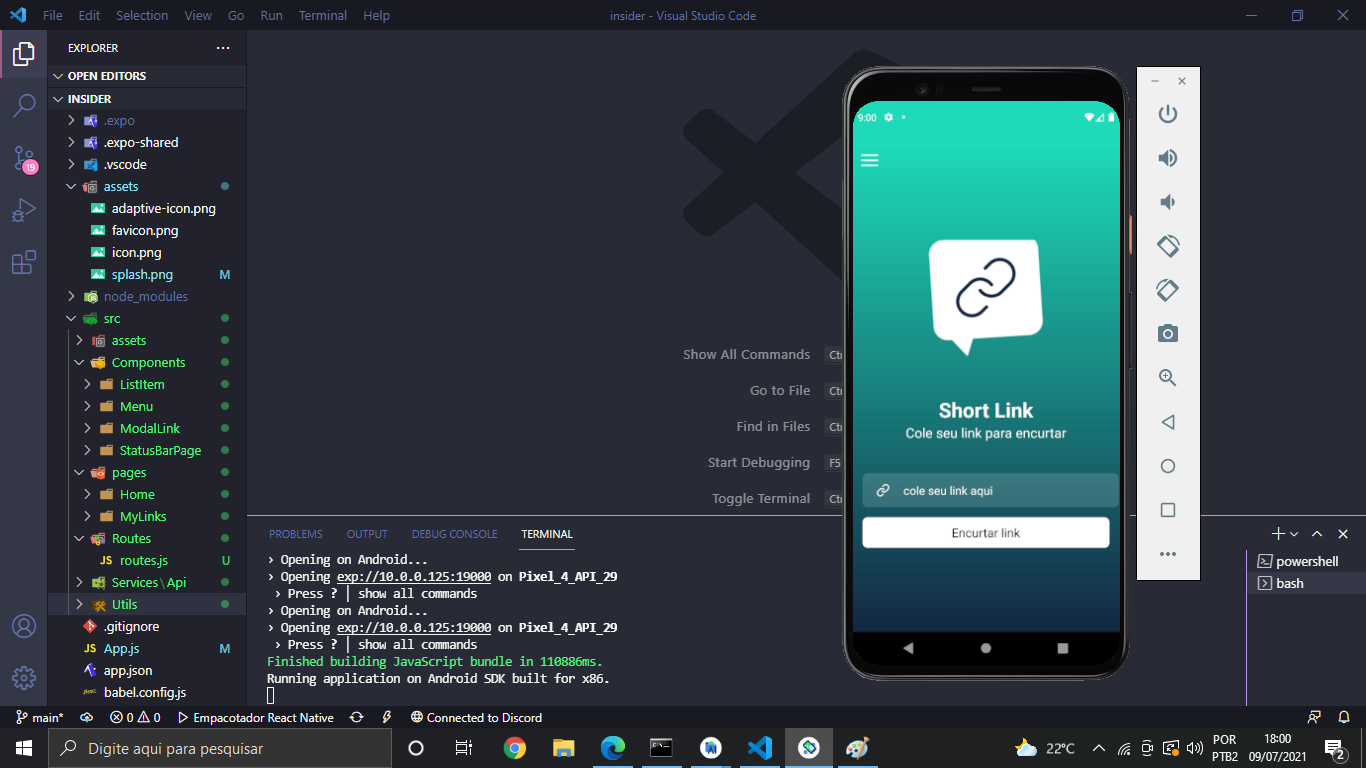 File Edit Selection View Go Run Terminal Help
insider - Visual Studio Code
EXPLORER
OPEN EDITORS
INSIDER
.expo
.expo-shared
.vscode
assets
adaptive-icon.png
favicon.png
icon.png
splash.png M
node_modules
src
assets
Components
ListItem
Menu
ModalLink
StatusBarPage
pages
Home
MyLinks
Routes
JS routes.js U
Services\Api
Utils
.gitignore
JS App.js M
app.json
babel.config.js
19
Show All Commands Ctr
Go to File Ctr
Find in Files Ctr
Start Debugging F5
Toggle Terminal Ctr
9:00
Short Link
Cole seu link para encurtar
cole seu link aqui
Encurtar link
PROBLEMS OUTPUT DEBUG CONSOLE TERMINAL
› Opening on Android...
› Opening exp://10.0.0.125:19000 on Pixel_4_API_29
› Press ? | show all commands
› Opening on Android...
› Opening exp://10.0.0.125:19000 on Pixel_4_API_29
› Press ? | show all commands
Finished building JavaScript bundle in 110886ms.
Running application on Android SDK built for x86.
powershell
bash
main* 0 0 Empacotador React Native Connected to Discord
Digite aqui para pesquisar
22°C
POR
PTB2
18:00
09/07/2021
2